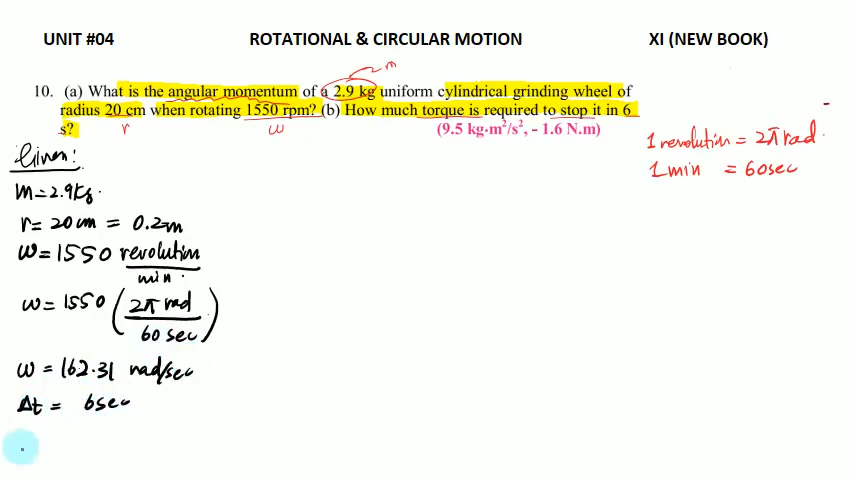 UNIT #04 ROTATIONAL & CIRCULAR MOTION XI (NEW BOOK)
m
10. (a) What is the angular momentum of a 2.9 kg uniform cylindrical grinding wheel of
radius 20 cm when rotating 1550 rpm? (b) How much torque is required to stop it in 6
s? (9.5 kg.m²/s², - 1.6 N.m)
r ω
1 revolution = 2π rad
1 min = 60sec
Given:
m = 2.9 kg.
r = 20 cm = 0.2m
ω = 1550 revolution
min.
ω = 1550 ( 2π rad
60 sec )
ω = 162.31 rad/sec
Δt = 6sec